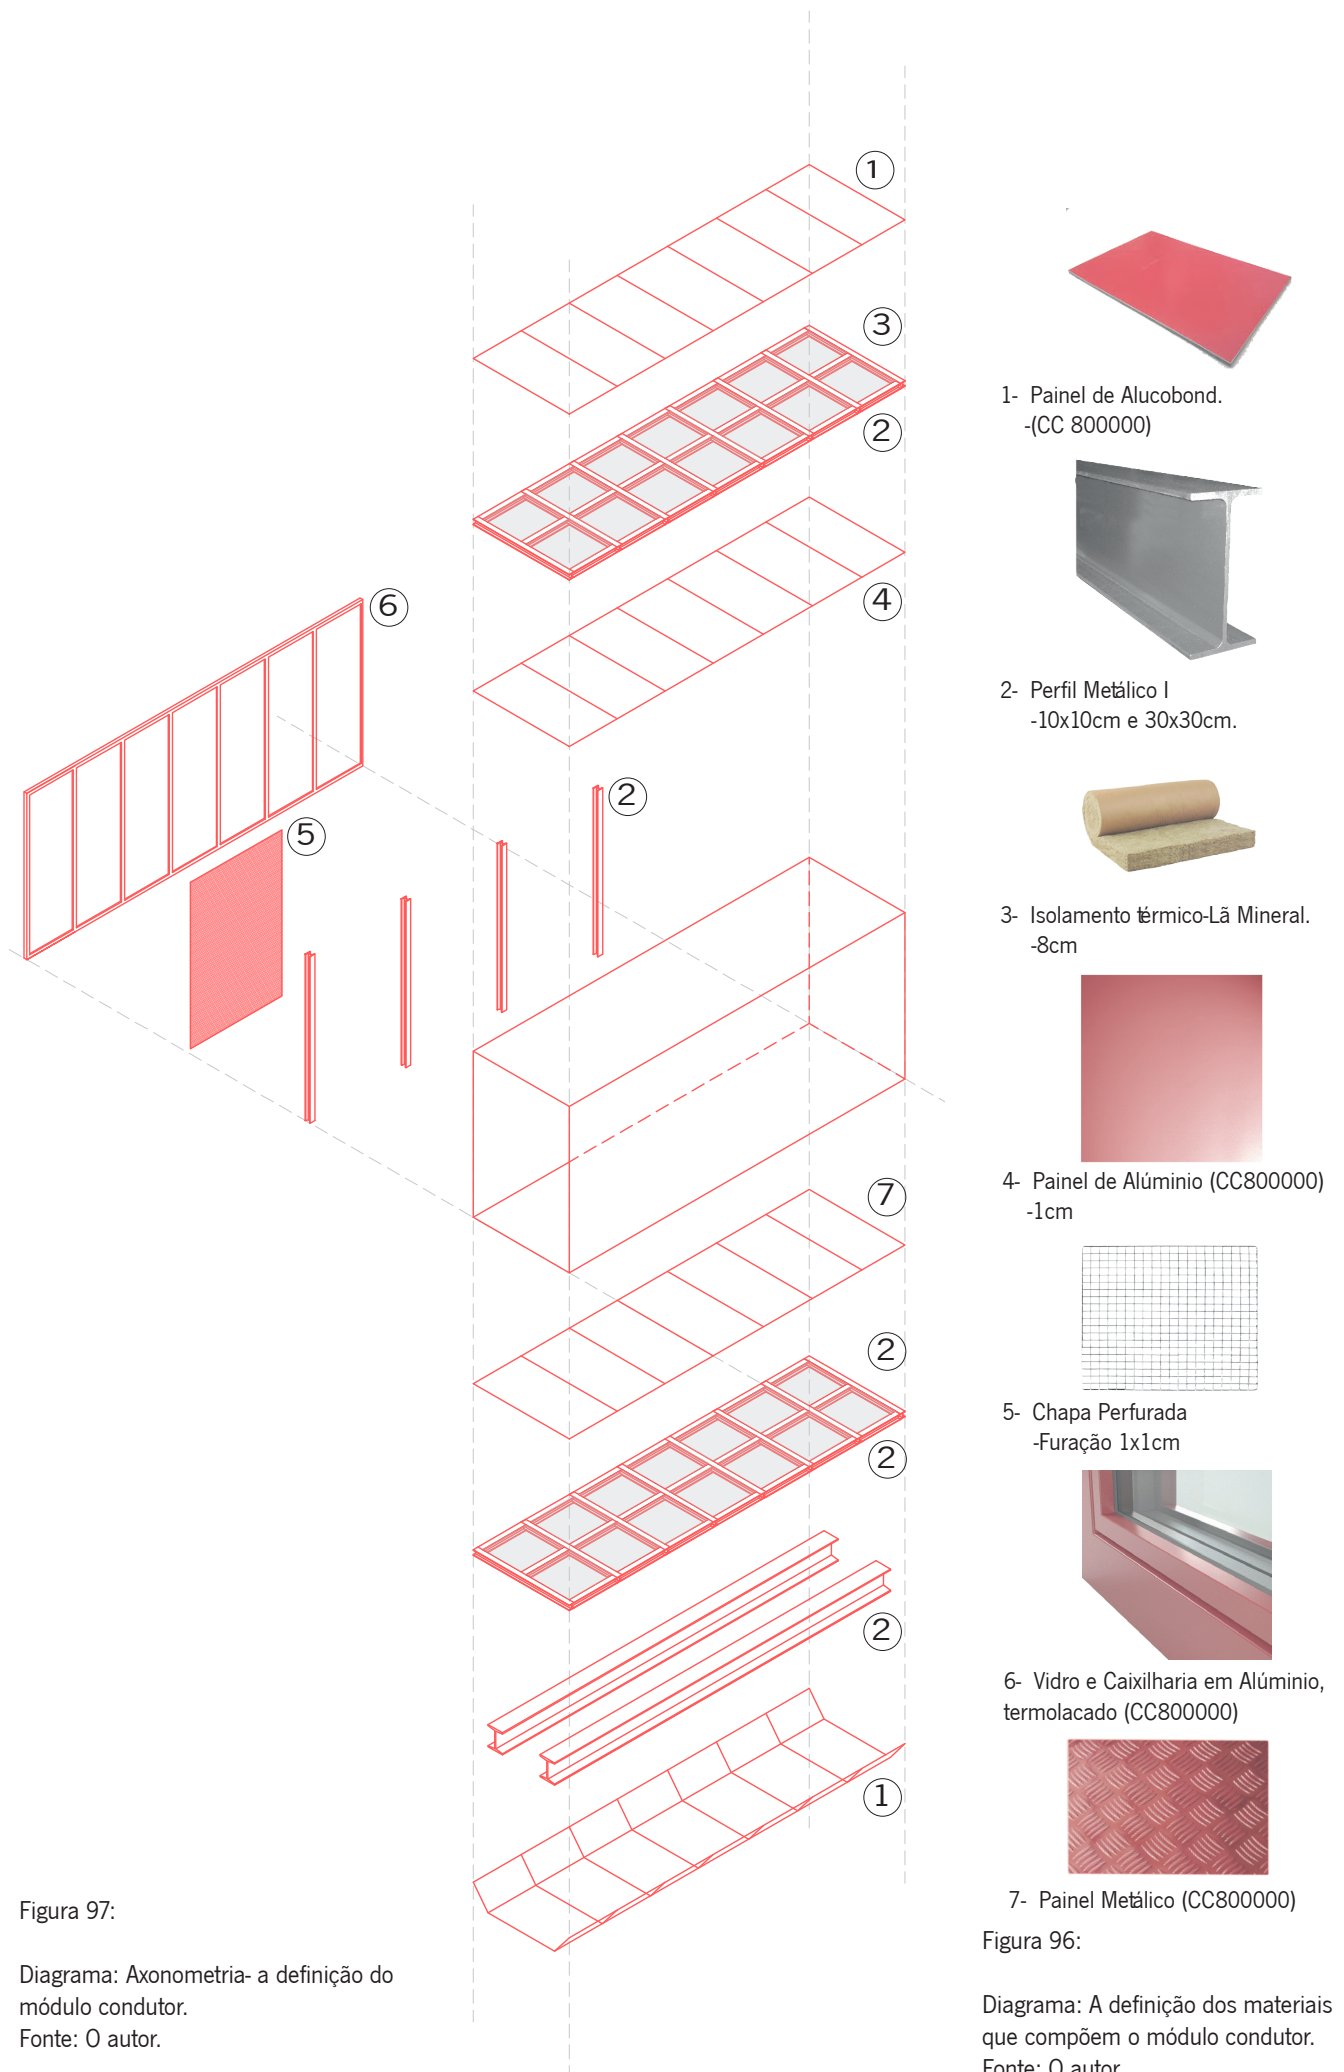 1
3
2
4
6
2
5
7
2
2
2
1
1- Painel de Alucobond.
-(CC 800000)
2- Perfil Metálico I
-10x10cm e 30x30cm.
3- Isolamento térmico-Lã Mineral.
-8cm
4- Painel de Alúminio (CC800000)
-1cm
5- Chapa Perfurada
-Furação 1x1cm
6- Vidro e Caixilharia em Alúminio,
termolacado (CC800000)
7- Painel Metálico (CC800000)
Figura 96:
Diagrama: A definição dos materiais
que compõem o módulo condutor.
Fonte: O autor.
Figura 97:
Diagrama: Axonometria- a definição do
módulo condutor.
Fonte: O autor.